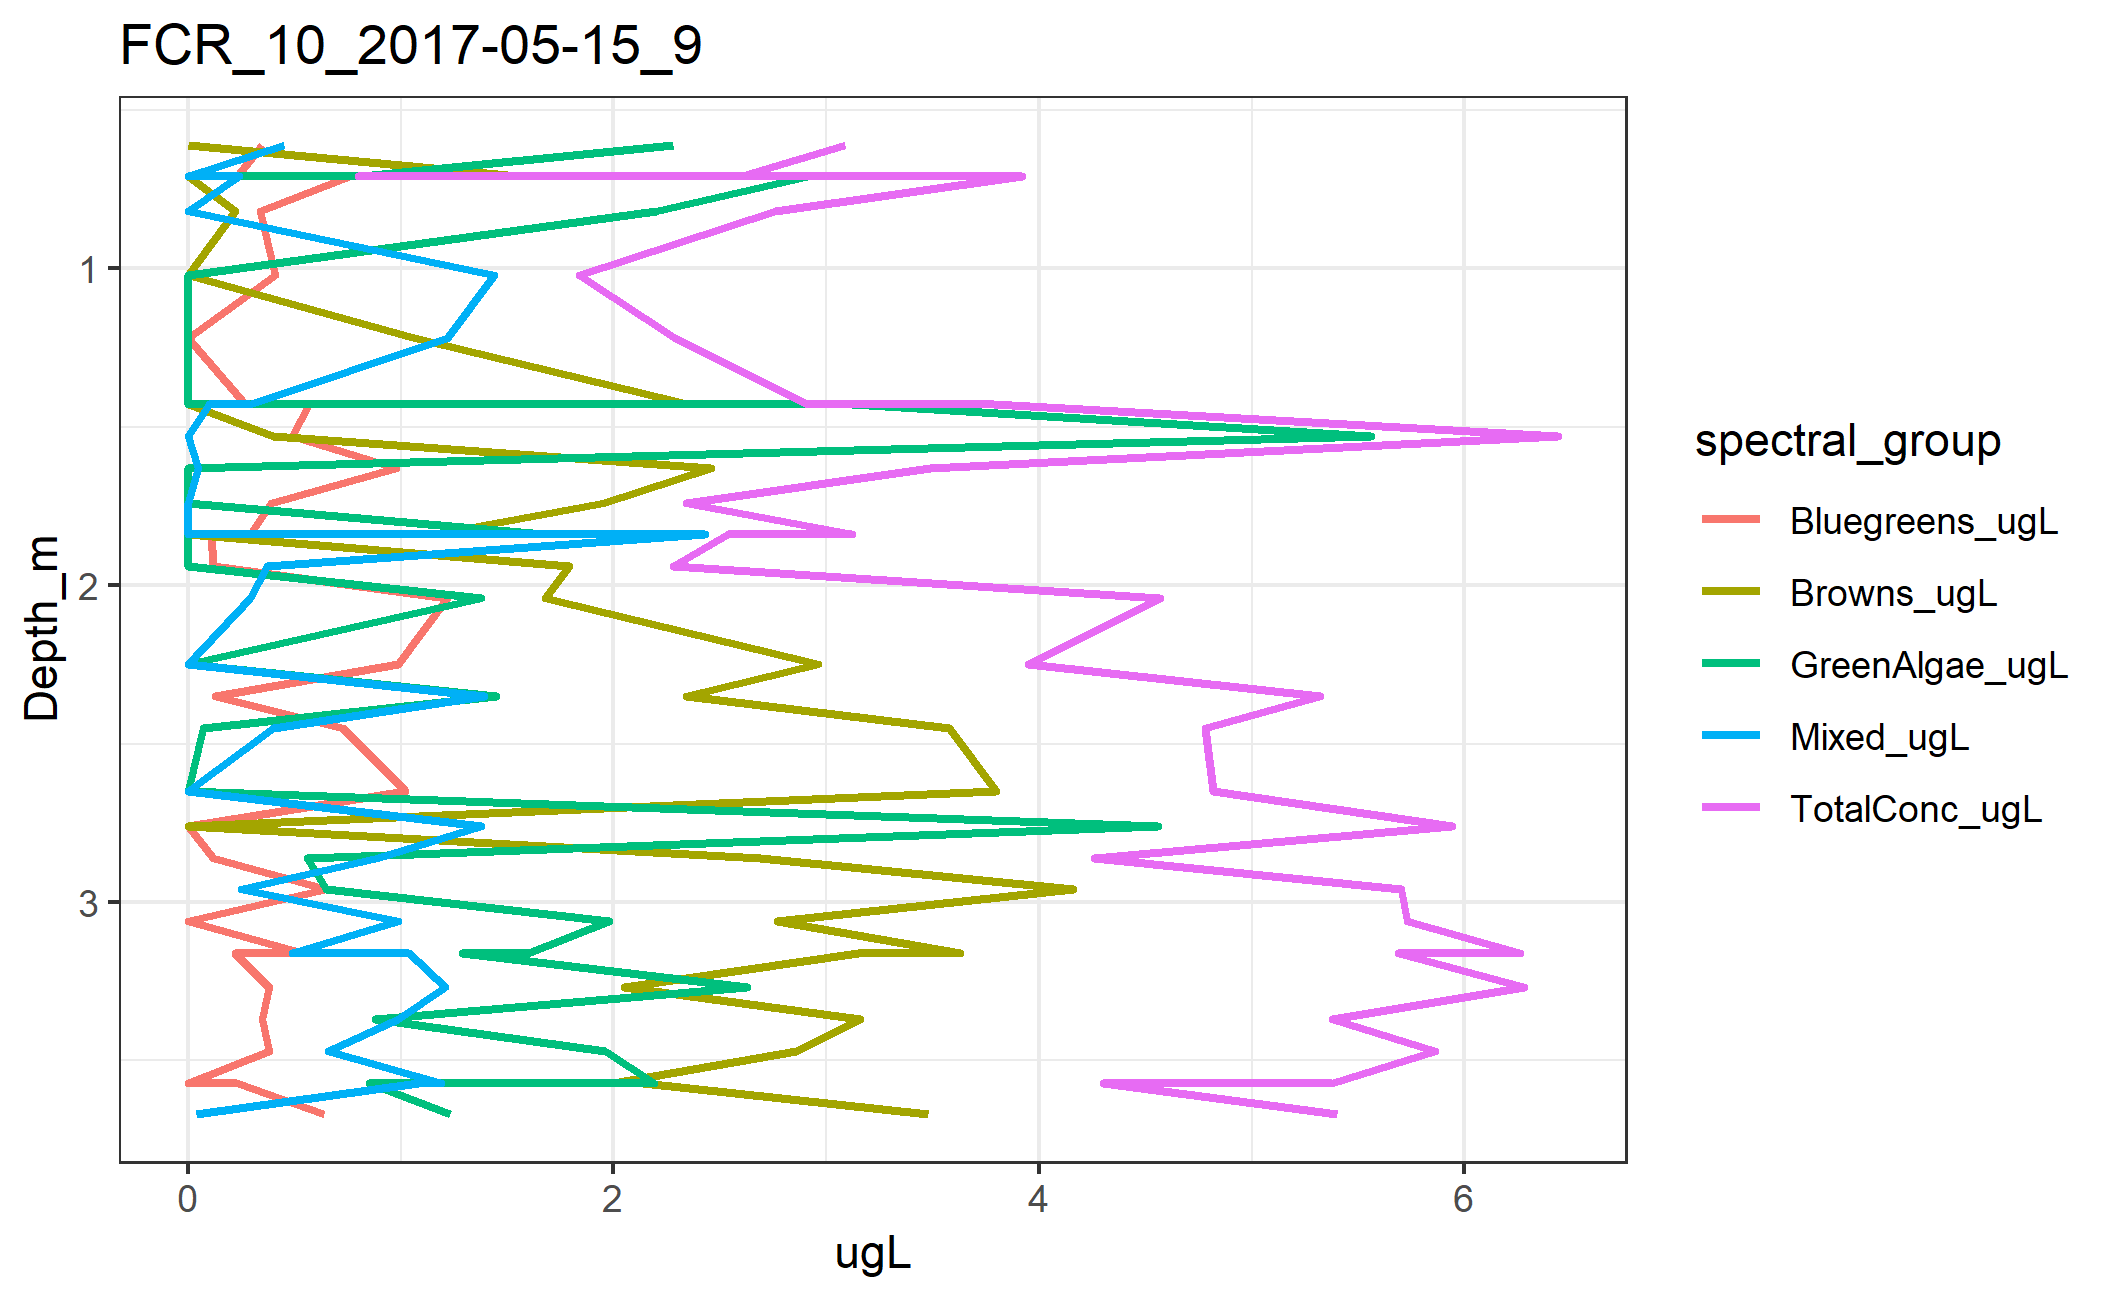 FCR_10_2017-05-15_9
Depth_m
1
2
3
0
2
4
6
ugL
spectral_group
Bluegreens_ugL
Browns_ugL
GreenAlgae_ugL
Mixed_ugL
TotalConc_ugL